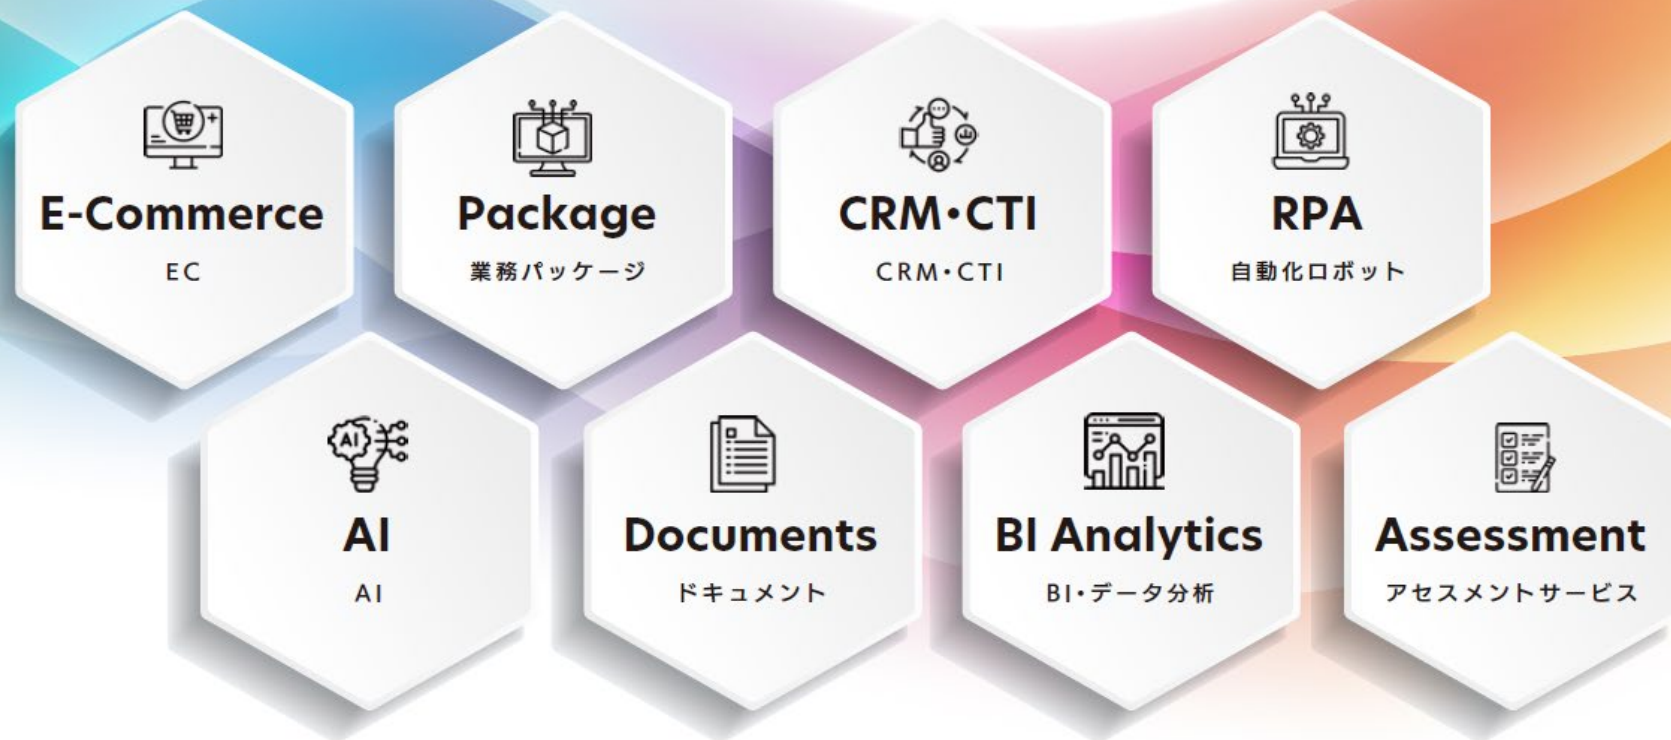 E-Commerce
EC
Package
業務パッケージ
CRM・CTI
CRM・CTI
RPA
自動化ロボット
AI
AI
AI
Documents
ドキュメント
BI Analytics
BI・データ分析
Assessment
アセスメントサービス